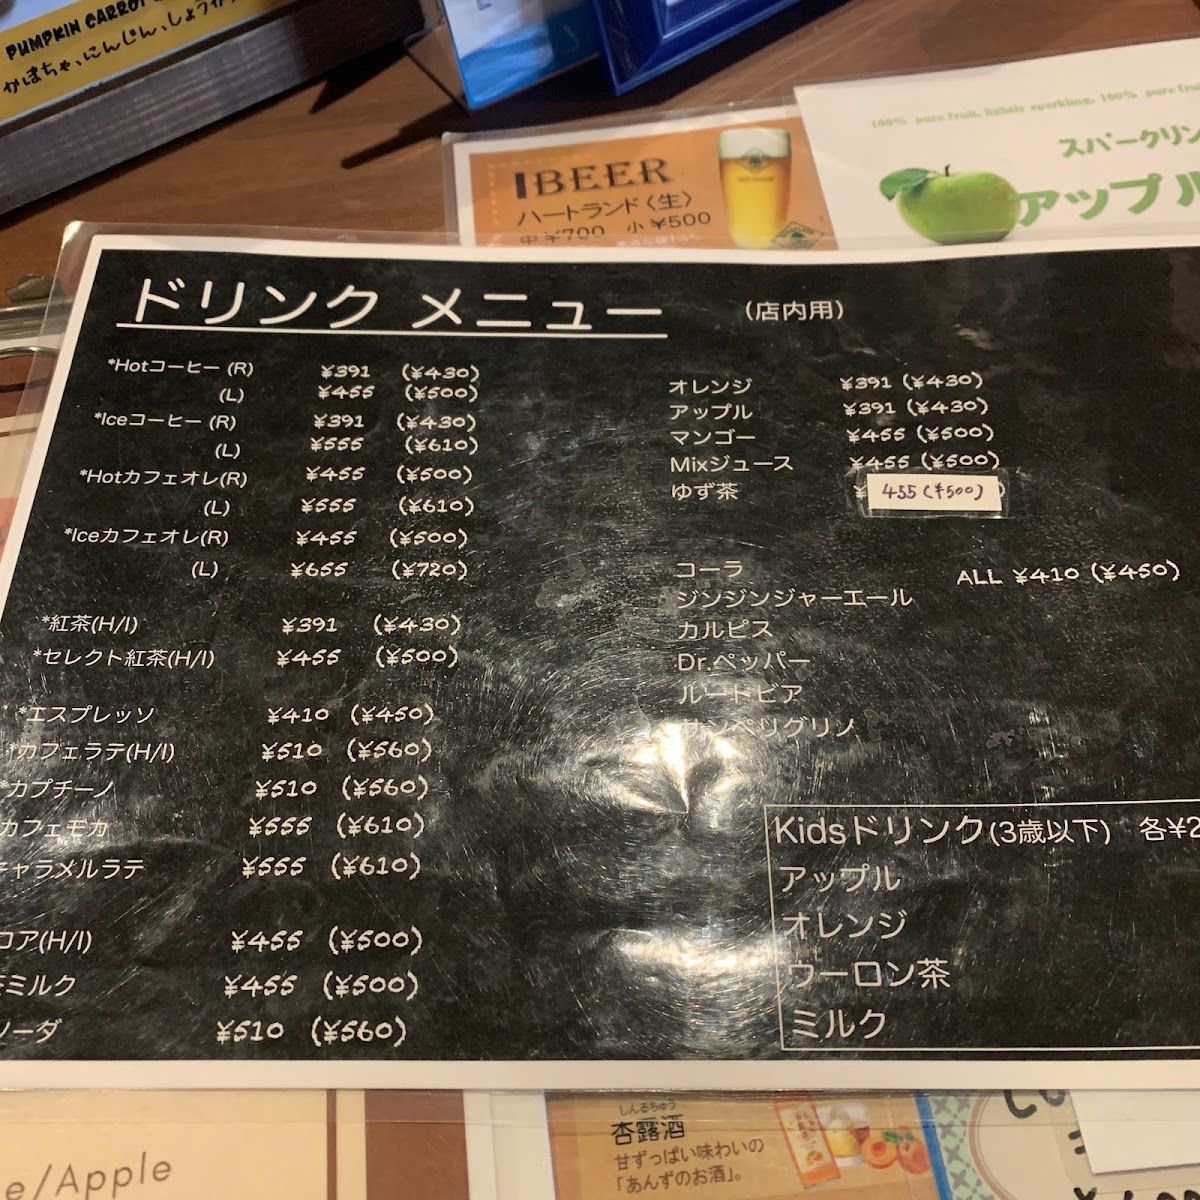 PUMPKIN CARROT
かぼちゃ、にんじん、しょうが
BEER
ハートランド〈生〉
中¥700 小¥500
100% pure fruit, lightly sparkling. 100% pure
スパークリン
アップル
ドリンク メニュー (店内用)
*Hotコーヒー (R) ¥391 (¥430)
(L) ¥455 (¥500)
*Iceコーヒー (R) ¥391 (¥430)
(L) ¥555 (¥610)
*Hotカフェオレ(R) ¥455 (¥500)
(L) ¥555 (¥610)
*Iceカフェオレ(R) ¥455 (¥500)
(L) ¥655 (¥720)
*紅茶(H/I) ¥391 (¥430)
*セレクト紅茶(H/I) ¥455 (¥500)
*エスプレッソ ¥410 (¥450)
*カフェラテ(H/I) ¥510 (¥560)
*カプチーノ ¥510 (¥560)
カフェモカ ¥555 (¥610)
キャラメルラテ ¥555 (¥610)
コア(H/I) ¥455 (¥500)
ミルク ¥455 (¥500)
ソーダ ¥510 (¥560)
オレンジ ¥391 (¥430)
アップル ¥391 (¥430)
マンゴー ¥455 (¥500)
Mixジュース ¥455 (¥500)
ゆず茶 ¥455 (¥500)
コーラ ALL ¥410 (¥450)
ジンジンジャーエール
カルピス
Dr.ペッパー
ルートビア
サンペリグリノ
Kidsドリンク(3歳以下) 各¥2
アップル
オレンジ
ウーロン茶
ミルク
e/Apple
しんるちゅう
杏露酒
甘ずっぱい味わいの
「あんずのお酒」。